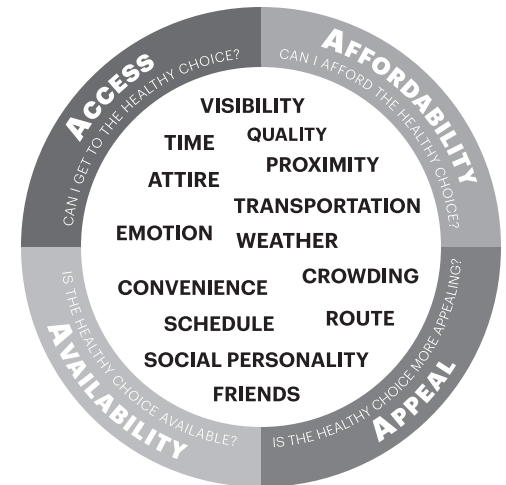 ACCESS
CAN I GET TO THE HEALTHY CHOICE?
AFFORDABILITY
CAN I AFFORD THE HEALTHY CHOICE?
VISIBILITY
TIME QUALITY
PROXIMITY
ATTIRE
TRANSPORTATION
EMOTION WEATHER
CROWDING
CONVENIENCE
SCHEDULE ROUTE
SOCIAL PERSONALITY
FRIENDS
IS THE HEALTHY CHOICE AVAILABLE?
AVAILABILITY
IS THE HEALTHY CHOICE MORE APPEALING?
APPEAL